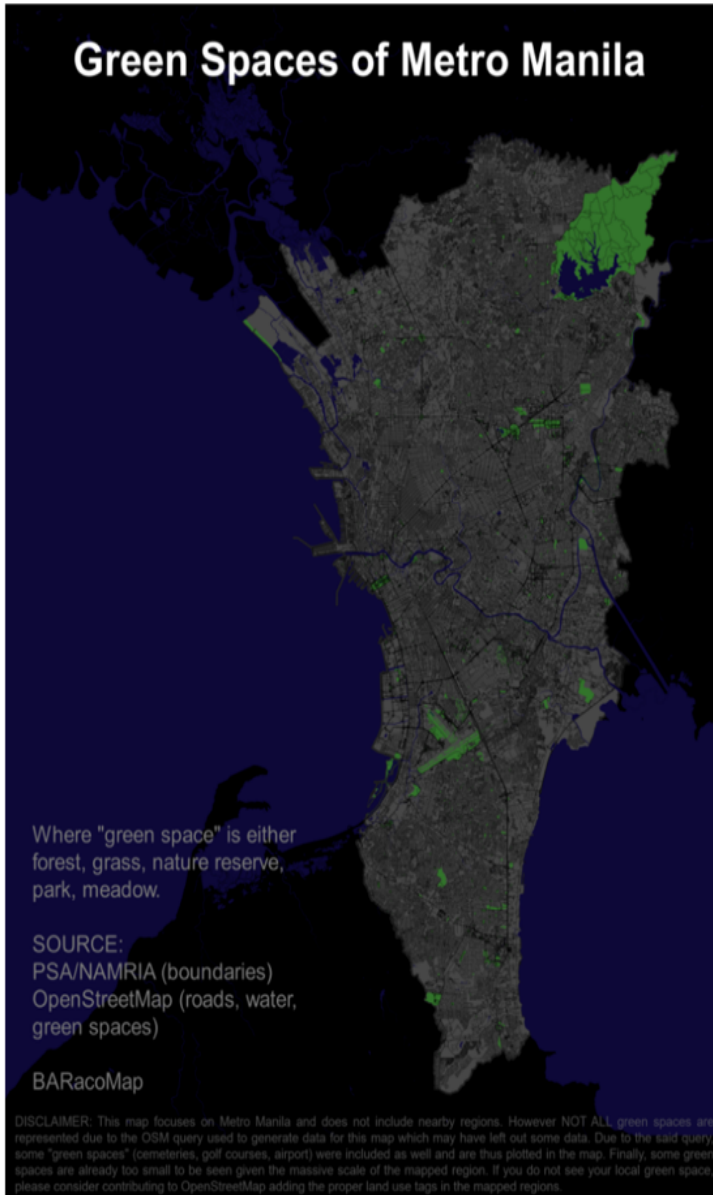 Green Spaces of Metro Manila
Where "green space" is either
forest, grass, nature reserve,
park, meadow.
SOURCE:
PSA/NAMRIA (boundaries)
OpenStreetMap (roads, water,
green spaces)
BARacoMap
DISCLAIMER: This map focuses on Metro Manila and does not include nearby regions. However NOT ALL green spaces are
represented due to the OSM query used to generate data for this map which may have left out some data. Due to the said query,
some "green spaces" (cemeteries, golf courses, airport) were included as well and are thus plotted in the map. Finally, some green
spaces are already too small to be seen given the massive scale of the mapped region. If you do not see your local green space,
please consider contributing to OpenStreetMap adding the proper land use tags in the mapped regions.